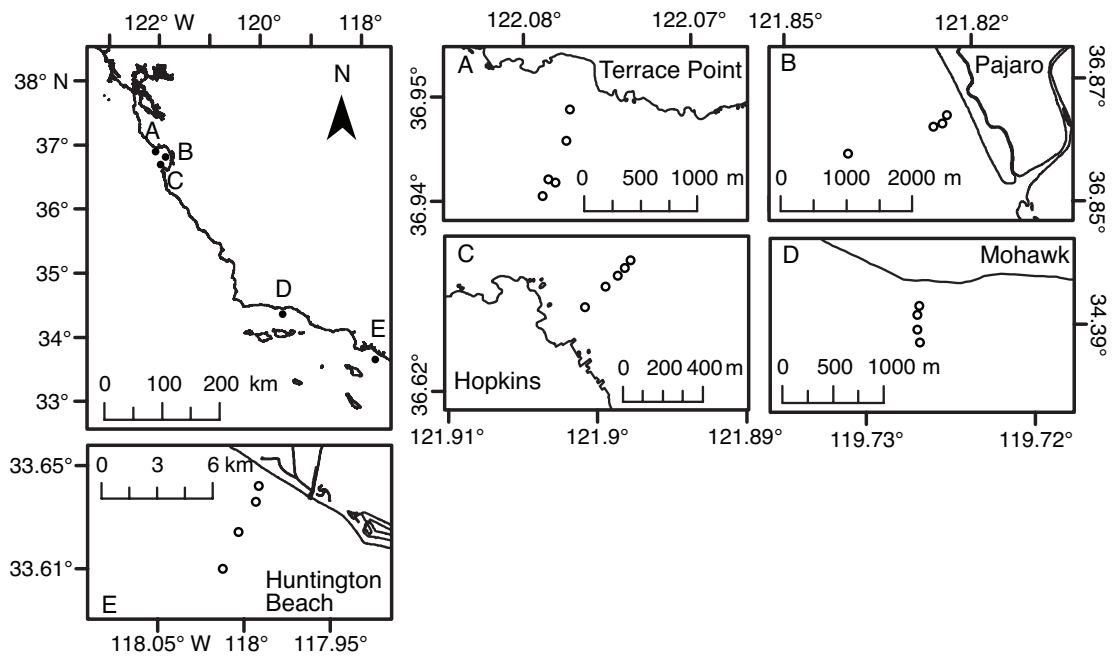 122° W 120° 118°
38° N
37°
36°
35°
34°
33°
N
A
B
C
D
E
0 100 200 km
122.08° 122.07°
A
Terrace Point
36.95°
36.94°
0 500 1000 m
121.85° 121.82°
B
Pajaro
36.87°
36.85°
0 1000 2000 m
C
Hopkins
0 200 400 m
36.62°
121.91° 121.9° 121.89°
D
Mohawk
34.39°
0 500 1000 m
119.73° 119.72°
33.65°
33.61°
0 3 6 km
Huntington
Beach
E
118.05° W 118° 117.95°